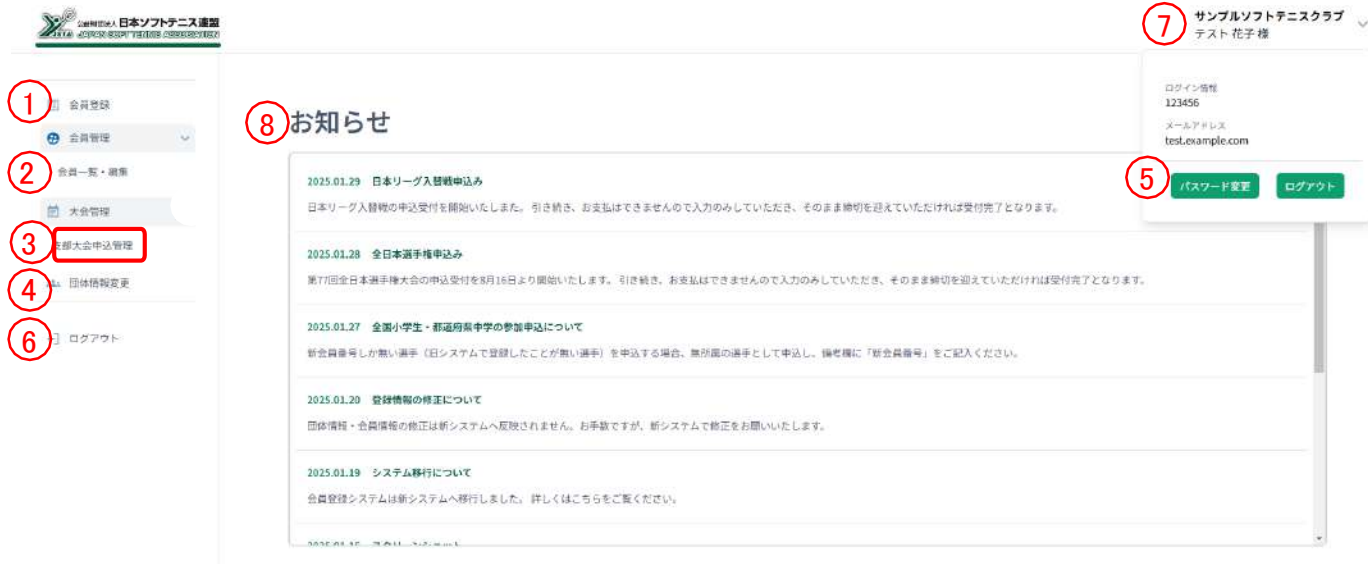 公益財団法人 日本ソフトテニス連盟
JAPAN SOFT TENNIS ASSOCIATION
⑦ サンプルソフトテニスクラブ
テスト 花子 様
ログイン情報
123456
メールアドレス
test.example.com
⑤ パスワード変更 ログアウト
① 会員登録
会員管理
② 会員一覧・編集
大会管理
③ 支部大会申込管理
④ 団体情報変更
⑥ ログアウト
⑧ お知らせ
2025.01.29 日本リーグ入替戦申込み
日本リーグ入替戦の申込受付を開始いたしまた。 引き続き、お支払はできませんので入力のみしていただき、そのまま締切を迎えていただければ受付完了となります。
2025.01.28 全日本選手権申込み
第77回全日本選手権大会の申込受付を8月16日より開始いたします。 引き続き、お支払はできませんので入力のみしていただき、そのまま締切を迎えていただければ受付完了となります。
2025.01.27 全国小学生・都道府県中学の参加申込について
新会員番号しか無い選手（旧システムで登録したことが無い選手）を申込する場合、無所属の選手として申込し、備考欄に「新会員番号」をご記入ください。
2025.01.20 登録情報の修正について
団体情報・会員情報の修正は新システムへ反映されません。お手数ですが、新システムで修正をお願いいたします。
2025.01.19 システム移行について
会員登録システムは新システムへ移行しました。 詳しくはこちらをご覧ください。